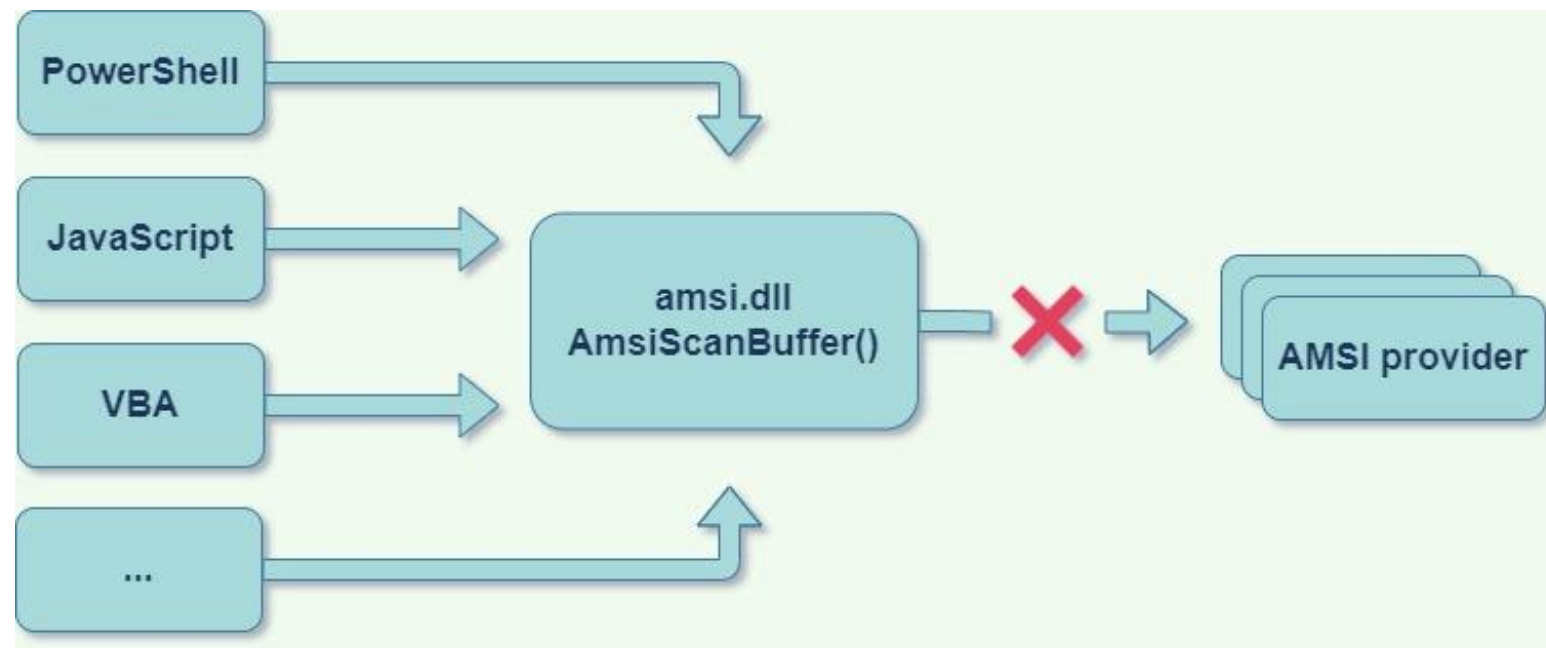 PowerShell
JavaScript
VBA
...
amsi.dll
AmsiScanBuffer()
AMSI provider